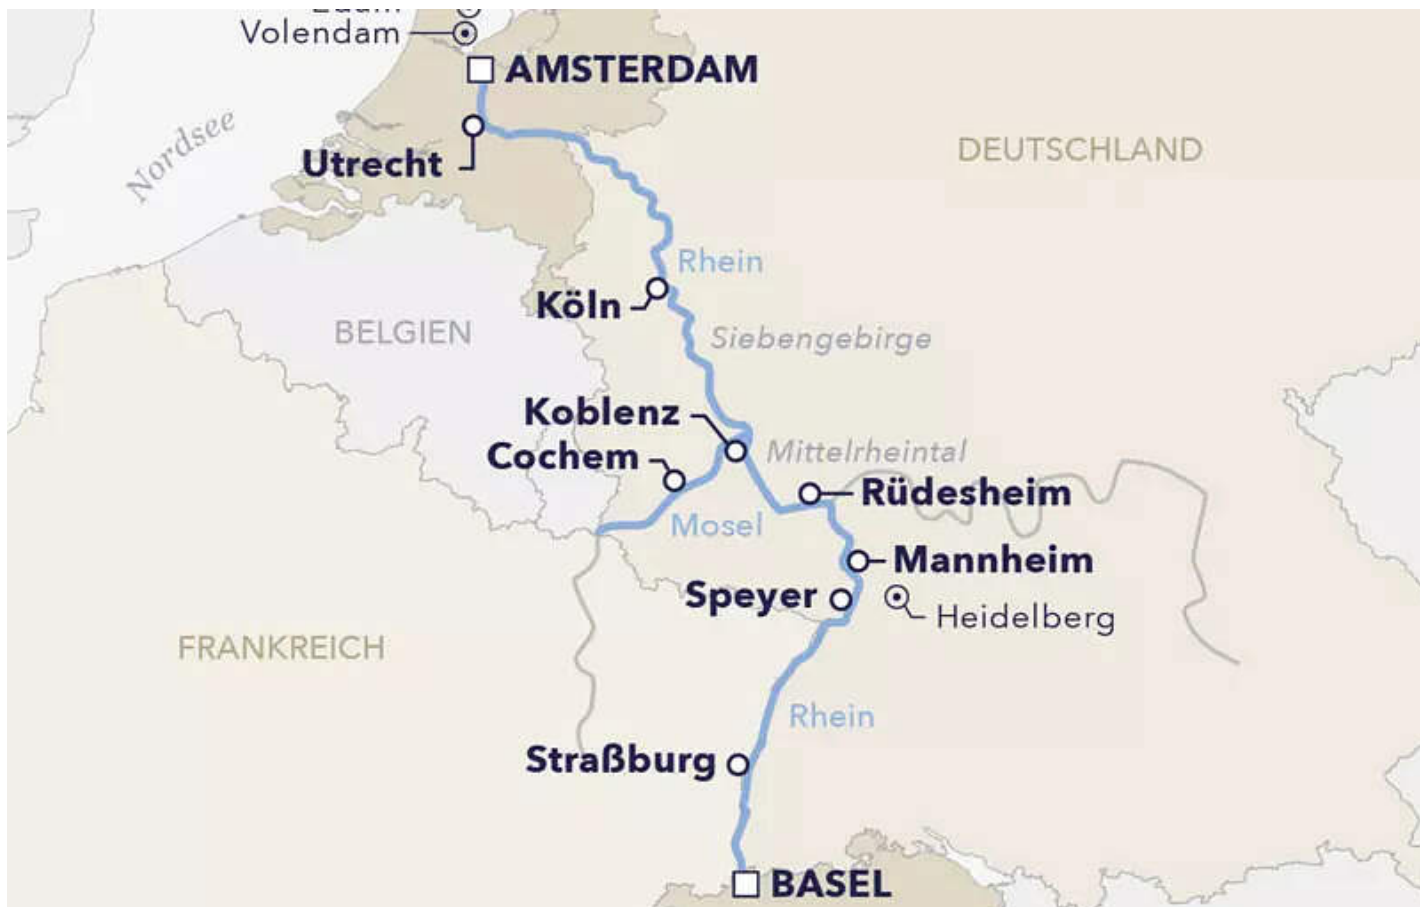 Volendam
AMSTERDAM
Nordsee
Utrecht
DEUTSCHLAND
Rhein
Köln
BELGIEN
Siebengebirge
Koblenz
Cochem
Mittelrheintal
Rüdesheim
Mosel
Mannheim
Speyer
Heidelberg
FRANKREICH
Rhein
Straßburg
BASEL